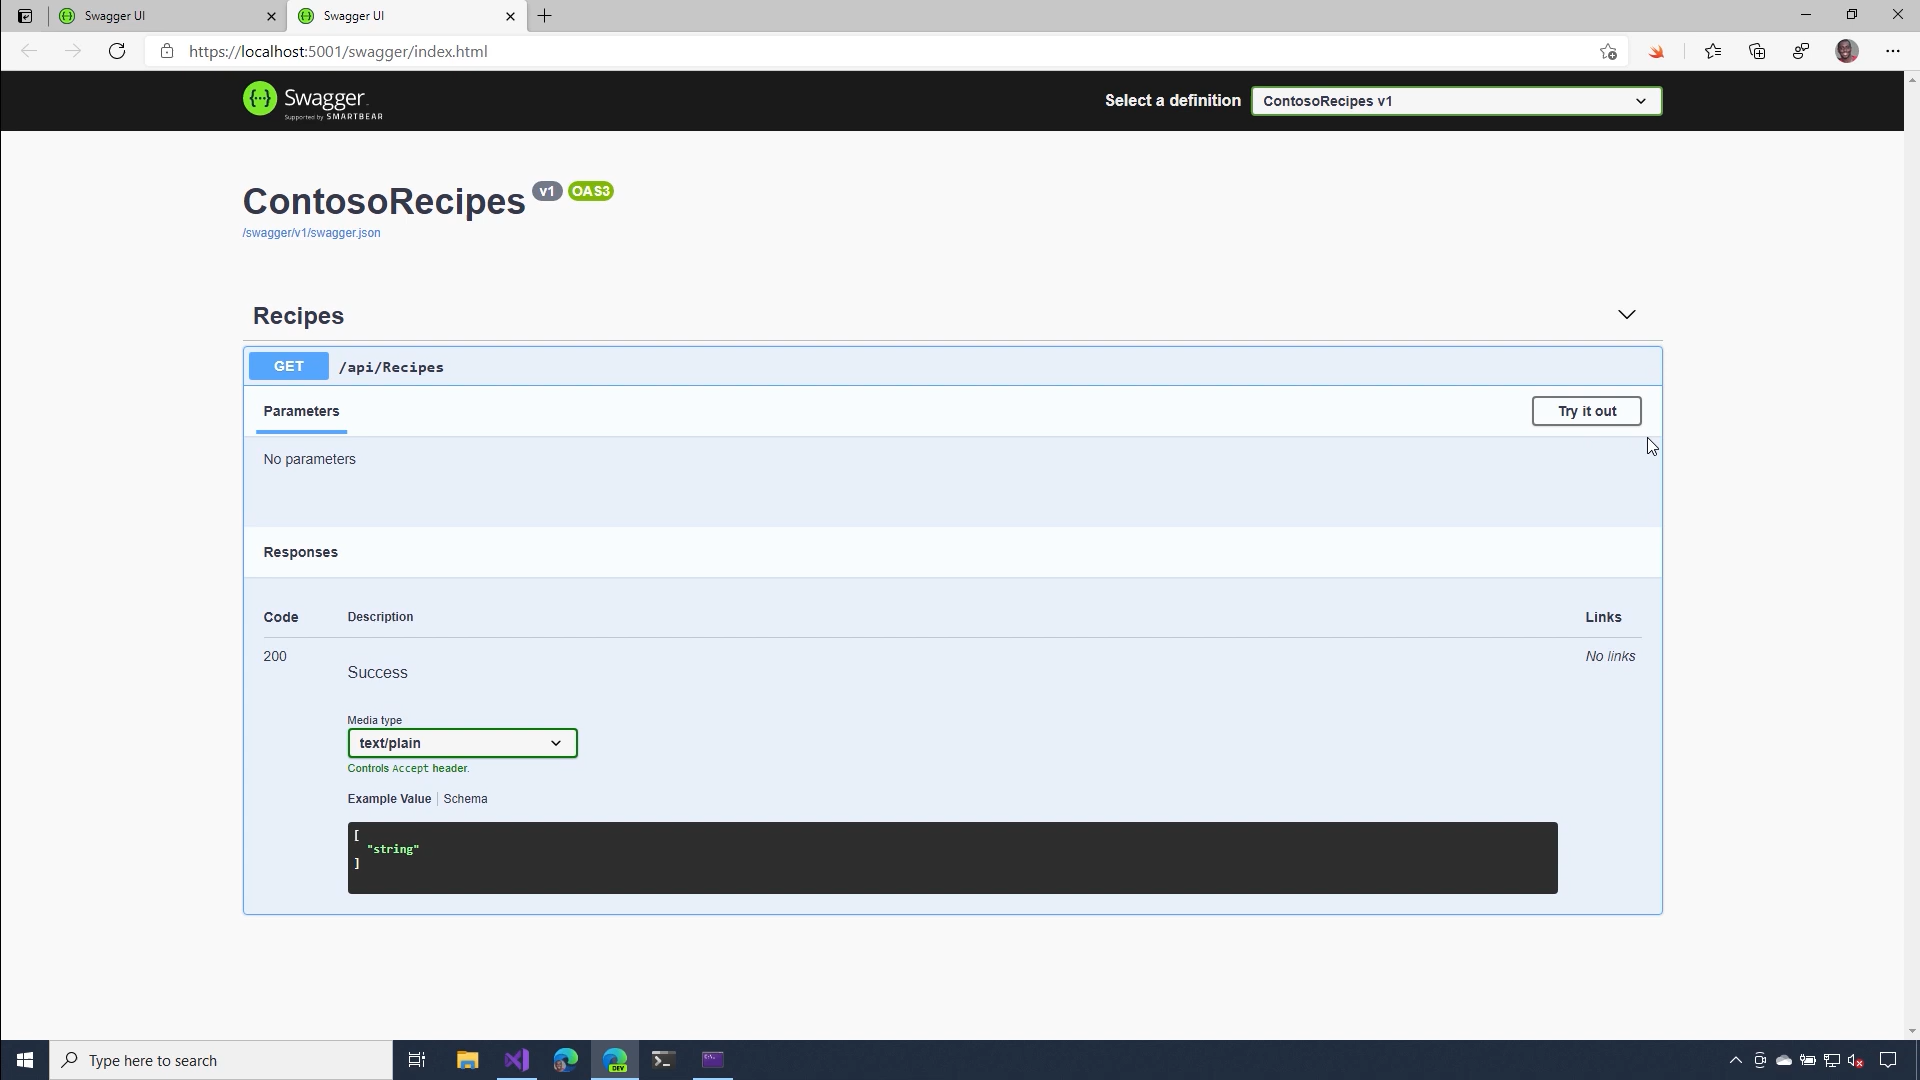 Swagger UI
Swagger UI
https://localhost:5001/swagger/index.html
Swagger
Supported by SMARTBEAR
Select a definition
ContosoRecipes v1
ContosoRecipes v1 OAS3
/swagger/v1/swagger.json
Recipes
GET /api/Recipes
Parameters
Try it out
No parameters
Responses
Code Description Links
200 Success No links
Media type
text/plain
Controls Accept header.
Example Value Schema
[
"string"
]
Type here to search
DEV